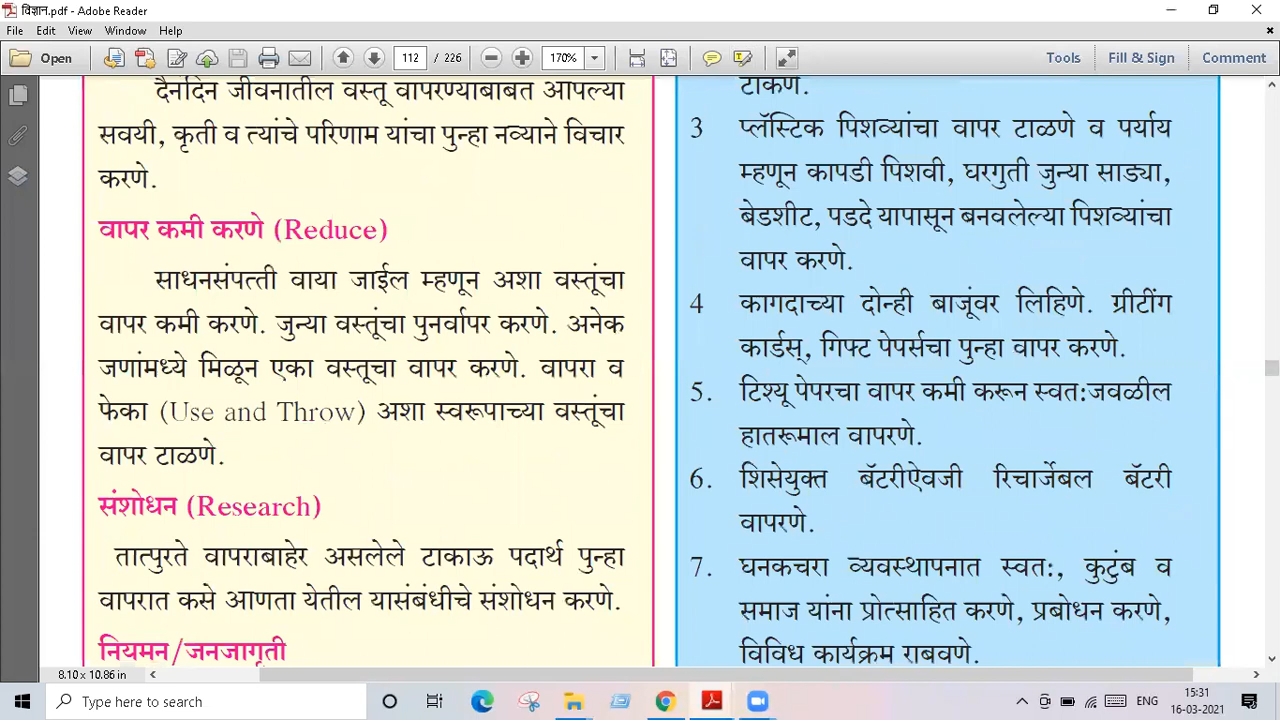 विज्ञान.pdf - Adobe Reader
File Edit View Window Help
Open 112 / 226 170% Tools Fill & Sign Comment
दैनंदिन जीवनातील वस्तू वापरण्याबाबत आपल्या
सवयी, कृती व त्यांचे परिणाम यांचा पुन्हा नव्याने विचार
करणे.
वापर कमी करणे (Reduce)
साधनसंपत्ती वाया जाईल म्हणून अशा वस्तूंचा
वापर कमी करणे. जुन्या वस्तूंचा पुनर्वापर करणे. अनेक
जणांमध्ये मिळून एका वस्तूचा वापर करणे. वापरा व
फेका (Use and Throw) अशा स्वरूपाच्या वस्तूंचा
वापर टाळणे.
संशोधन (Research)
तात्पुरते वापराबाहेर असलेले टाकाऊ पदार्थ पुन्हा
वापरात कसे आणता येतील यासंबंधीचे संशोधन करणे.
नियमन/जनजागृती
टाकणे.
3 प्लॅस्टिक पिशव्यांचा वापर टाळणे व पर्याय
म्हणून कापडी पिशवी, घरगुती जुन्या साड्या,
बेडशीट, पडदे यापासून बनवलेल्या पिशव्यांचा
वापर करणे.
4 कागदाच्या दोन्ही बाजूंवर लिहिणे. ग्रीटींग
कार्डस्, गिफ्ट पेपर्सचा पुन्हा वापर करणे.
5. टिश्यू पेपरचा वापर कमी करून स्वत:जवळील
हातरूमाल वापरणे.
6. शिसेयुक्त बॅटरीऐवजी रिचार्जेबल बॅटरी
वापरणे.
7. घनकचरा व्यवस्थापनात स्वत:, कुटुंब व
समाज यांना प्रोत्साहित करणे, प्रबोधन करणे,
विविध कार्यक्रम राबवणे.
8.10 x 10.86 in
Type here to search ENG 15:31
16-03-2021